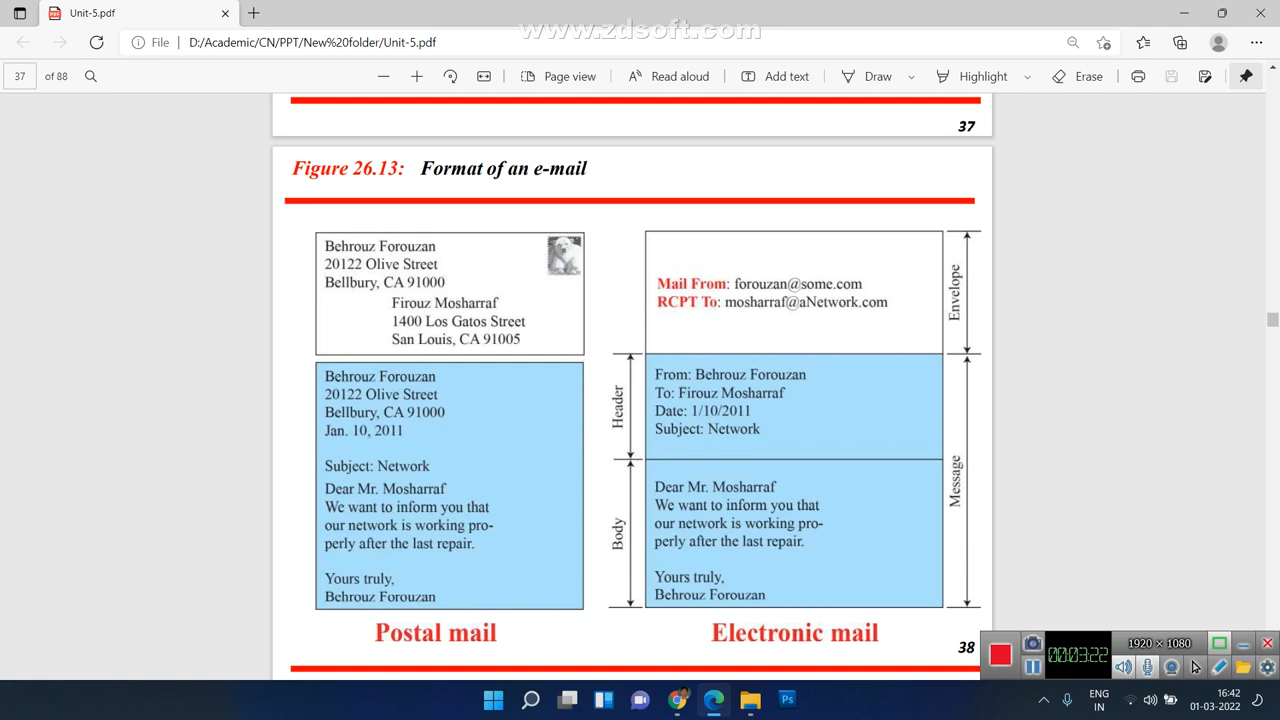 Unit-5.pdf
www.zdsoft.com
File
D:/Academic/CN/PPT/New%20folder/Unit-5.pdf
37 of 88
Page view
Read aloud
Add text
Draw
Highlight
Erase
37
Figure 26.13: Format of an e-mail
Behrouz Forouzan
20122 Olive Street
Bellbury, CA 91000
Firouz Mosharraf
1400 Los Gatos Street
San Louis, CA 91005
Behrouz Forouzan
20122 Olive Street
Bellbury, CA 91000
Jan. 10, 2011
Subject: Network
Dear Mr. Mosharraf
We want to inform you that
our network is working pro-
perly after the last repair.
Yours truly,
Behrouz Forouzan
Postal mail
Mail From: forouzan@some.com
RCPT To: mosharraf@aNetwork.com
Envelope
Header
From: Behrouz Forouzan
To: Firouz Mosharraf
Date: 1/10/2011
Subject: Network
Message
Body
Dear Mr. Mosharraf
We want to inform you that
our network is working pro-
perly after the last repair.
Yours truly,
Behrouz Forouzan
Electronic mail
38
00:03:22
1920 × 1080
Ps
ENG
IN
16:42
01-03-2022